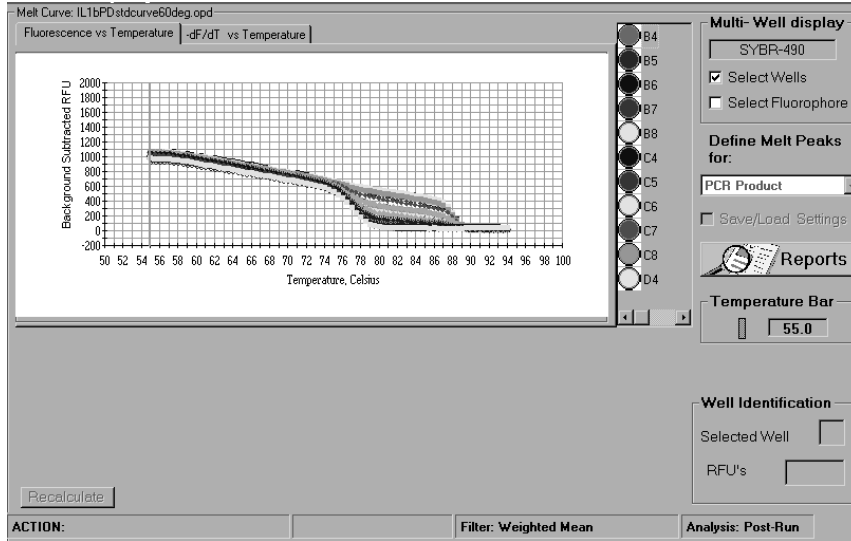 Melt Curve: IL1bPDstdcurve60deg.opd
Fluorescence vs Temperature
-dF/dT vs Temperature
Background Subtracted RFU
2000
1800
1600
1400
1200
1000
800
600
400
200
0
-200
50 52 54 56 58 60 62 64 66 68 70 72 74 76 78 80 82 84 86 88 90 92 94 96 98 100
Temperature, Celsius
B4
B5
B6
B7
B8
C4
C5
C6
C7
C8
D4
Multi- Well display
SYBR-490
Select Wells
Select Fluorophore
Define Melt Peaks
for:
PCR Product
Save/Load Settings
Reports
Temperature Bar
55.0
Well Identification
Selected Well
RFU's
Recalculate
ACTION:
Filter: Weighted Mean
Analysis: Post-Run